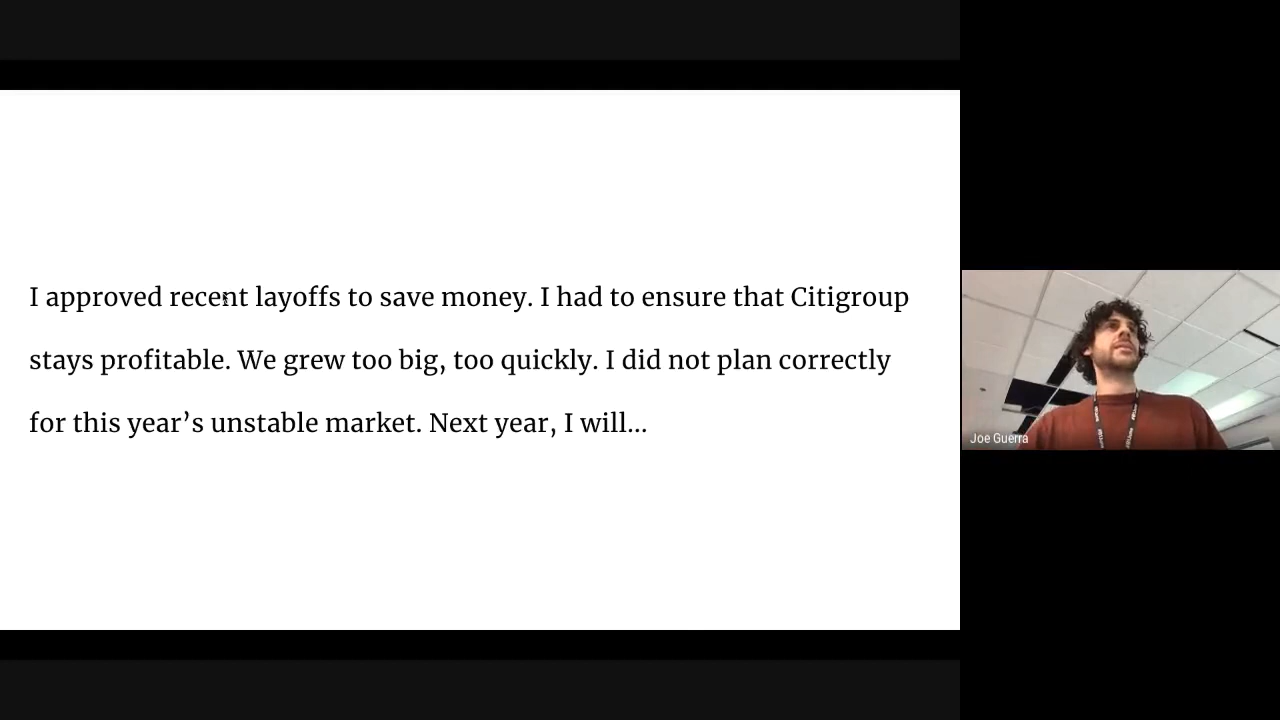 I approved recent layoffs to save money. I had to ensure that Citigroup
stays profitable. We grew too big, too quickly. I did not plan correctly
for this year’s unstable market. Next year, I will...
Joe Guerra